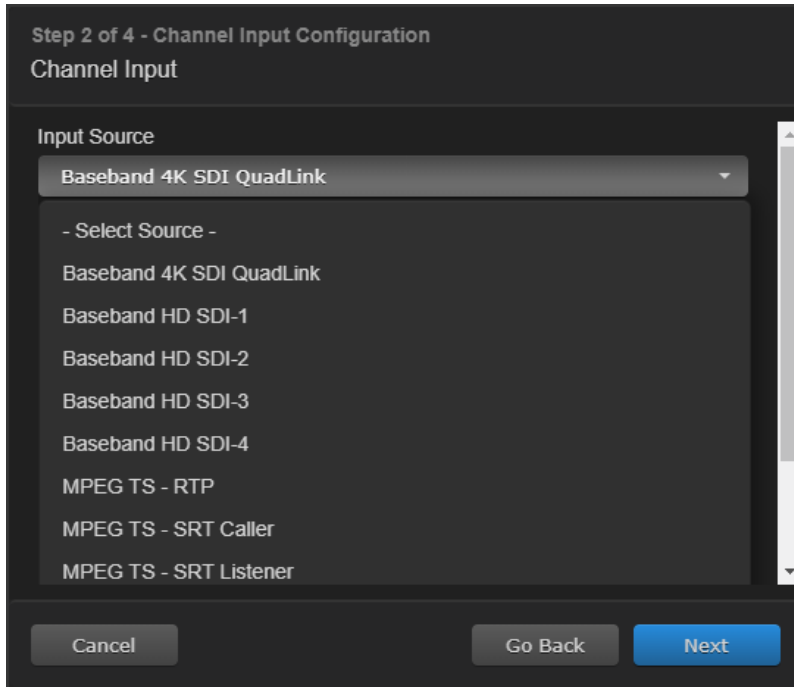 Step 2 of 4 - Channel Input Configuration
Channel Input
Input Source
Baseband 4K SDI QuadLink
- Select Source -
Baseband 4K SDI QuadLink
Baseband HD SDI-1
Baseband HD SDI-2
Baseband HD SDI-3
Baseband HD SDI-4
MPEG TS - RTP
MPEG TS - SRT Caller
MPEG TS - SRT Listener
Cancel Go Back Next